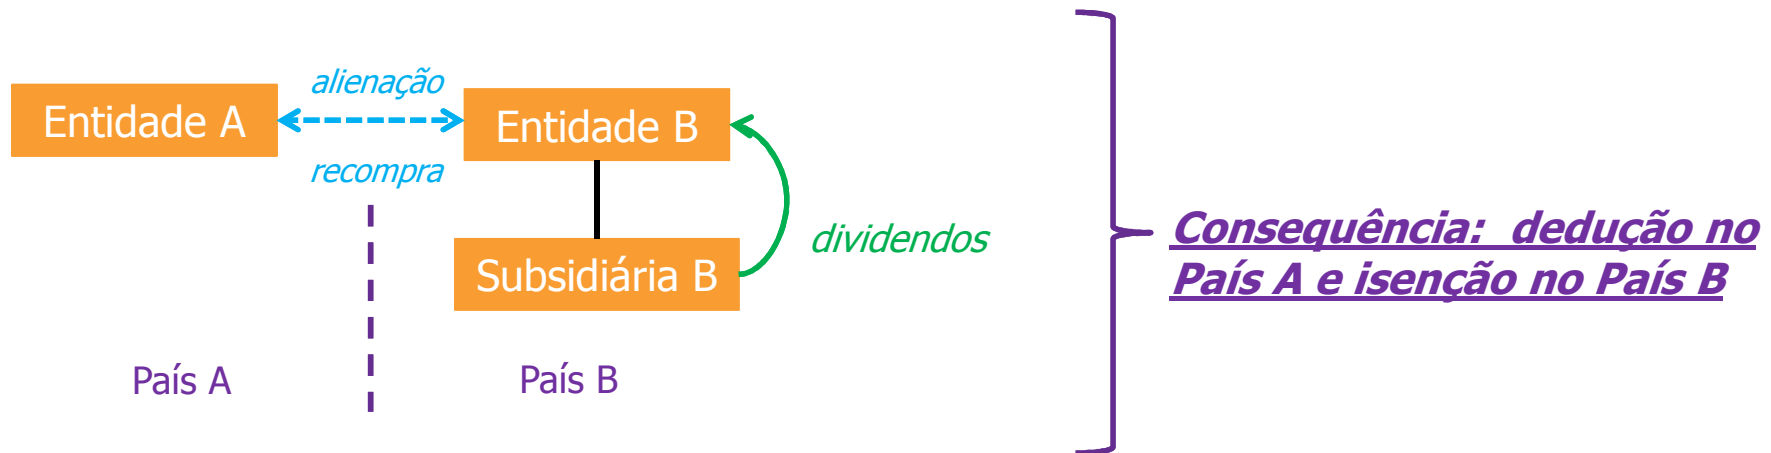 alienação
Entidade A
Entidade B
recompra
dividendos
Subsidiária B
Consequência: dedução no
País A e isenção no País B
País A
País B